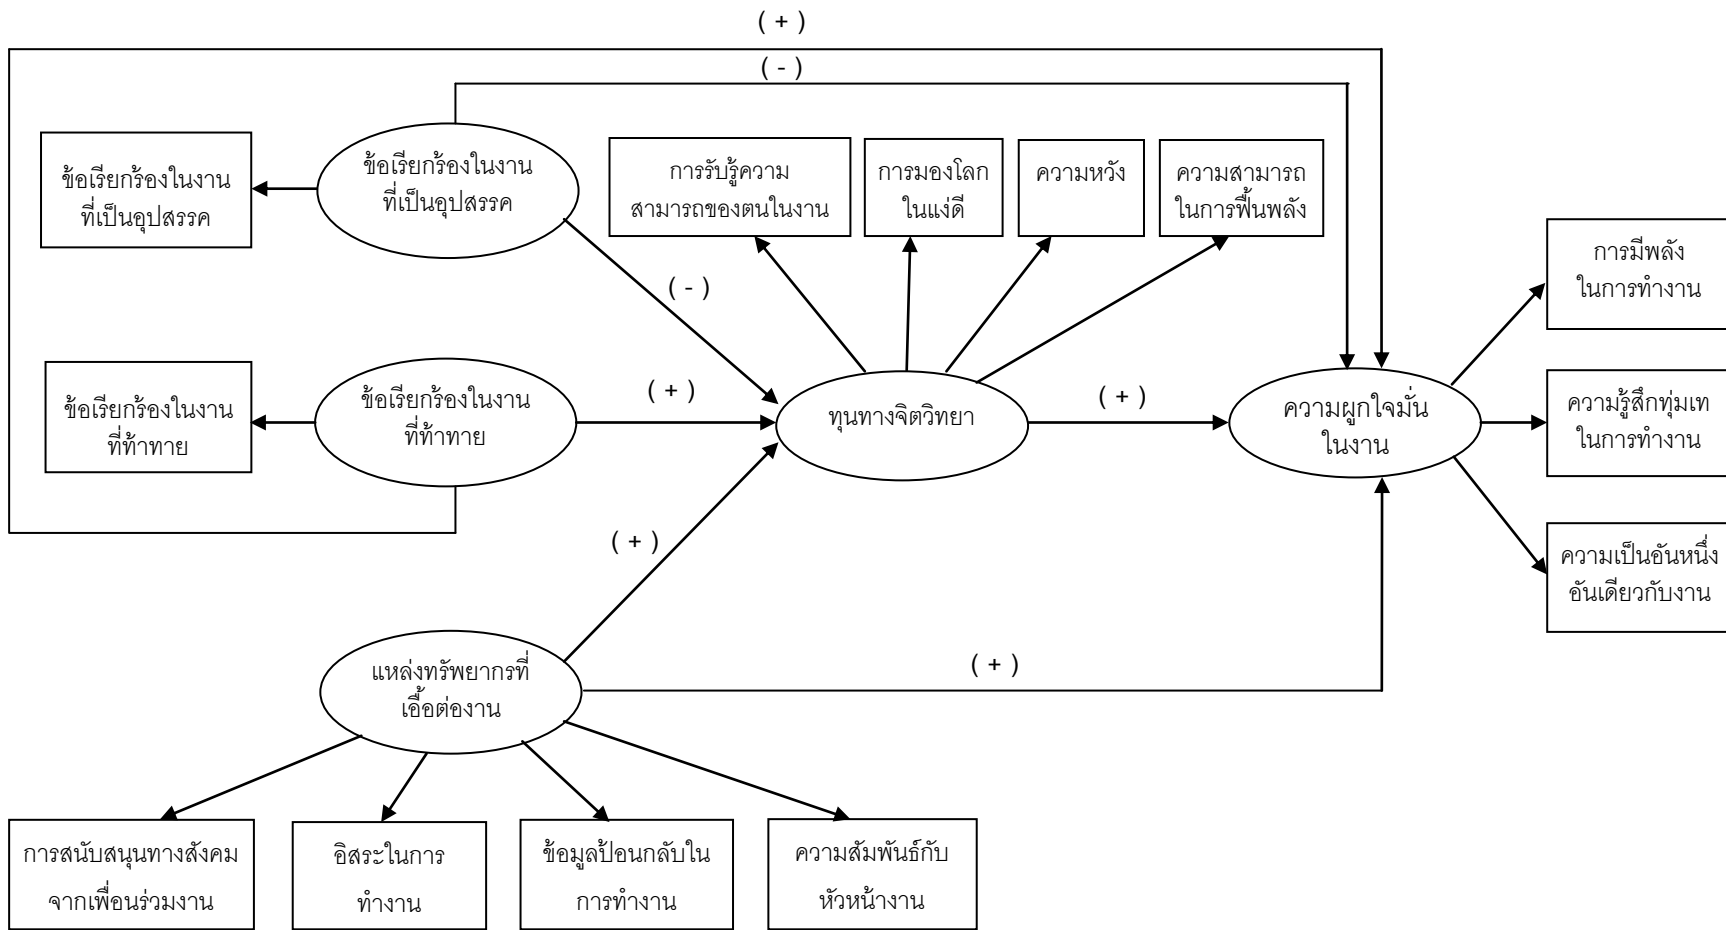 ( + )
( - )
ข้อเรียกร้องในงาน
ที่เป็นอุปสรรค
ข้อเรียกร้องในงาน
ที่เป็นอุปสรรค
การรับรู้ความ
สามารถของตนในงาน
การมองโลก
ในแง่ดี
ความหวัง
ความสามารถ
ในการฟื้นพลัง
การมีพลัง
ในการทำงาน
( - )
ข้อเรียกร้องในงาน
ที่ท้าทาย
ข้อเรียกร้องในงาน
ที่ท้าทาย
( + )
ทุนทางจิตวิทยา
( + )
ความผูกใจมั่น
ในงาน
ความรู้สึกทุ่มเท
ในการทำงาน
( + )
ความเป็นอันหนึ่ง
อันเดียวกับงาน
แหล่งทรัพยากรที่
เอื้อต่องาน
( + )
การสนับสนุนทางสังคม
จากเพื่อนร่วมงาน
อิสระในการ
ทำงาน
ข้อมูลป้อนกลับใน
การทำงาน
ความสัมพันธ์กับ
หัวหน้างาน